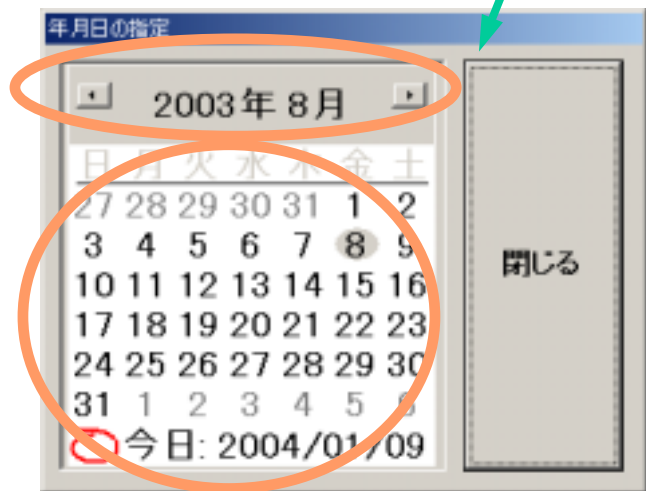 年月日の指定
2003年 8月
日 月 火 水 木 金 土
27 28 29 30 31 1 2
3 4 5 6 7 8 9
10 11 12 13 14 15 16
17 18 19 20 21 22 23
24 25 26 27 28 29 30
31 1 2 3 4 5 6
今日: 2004/01/09
閉じる